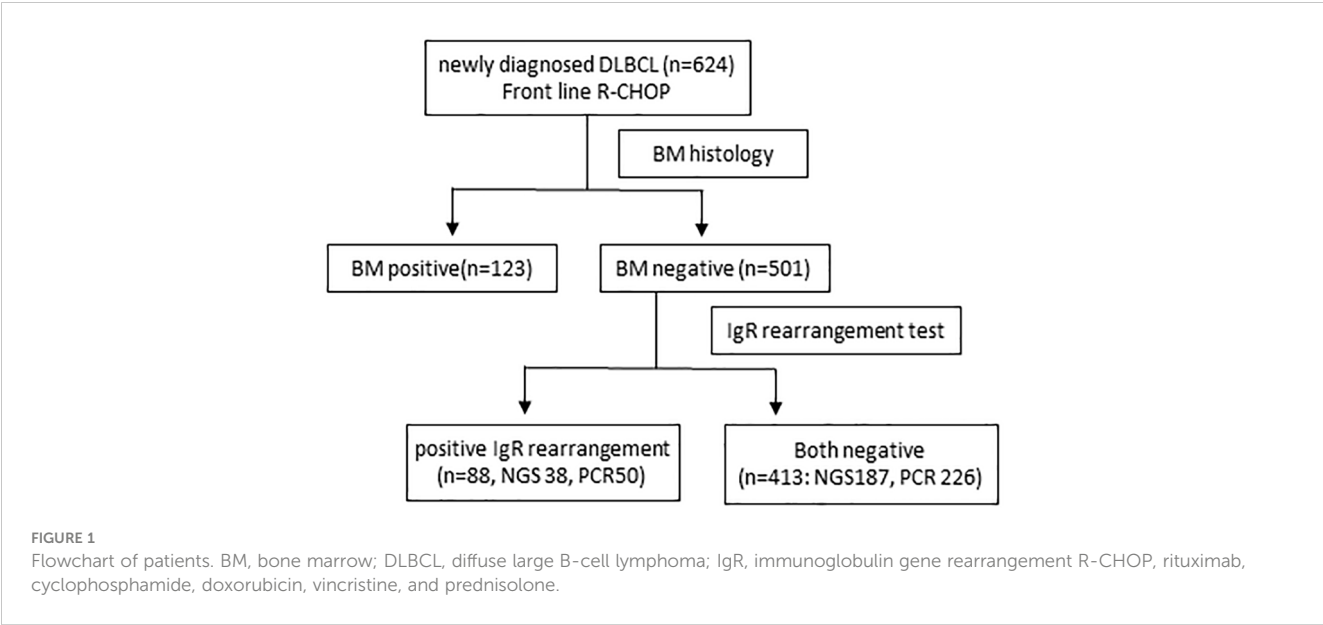 newly diagnosed DLBCL (n=624)
Front line R-CHOP
BM histology
BM positive(n=123)
BM negative (n=501)
IgR rearrangement test
positive IgR rearrangement
(n=88, NGS 38, PCR50)
Both negative
(n=413: NGS187, PCR 226)
FIGURE 1
Flowchart of patients. BM, bone marrow; DLBCL, diffuse large B-cell lymphoma; IgR, immunoglobulin gene rearrangement R-CHOP, rituximab,
cyclophosphamide, doxorubicin, vincristine, and prednisolone.